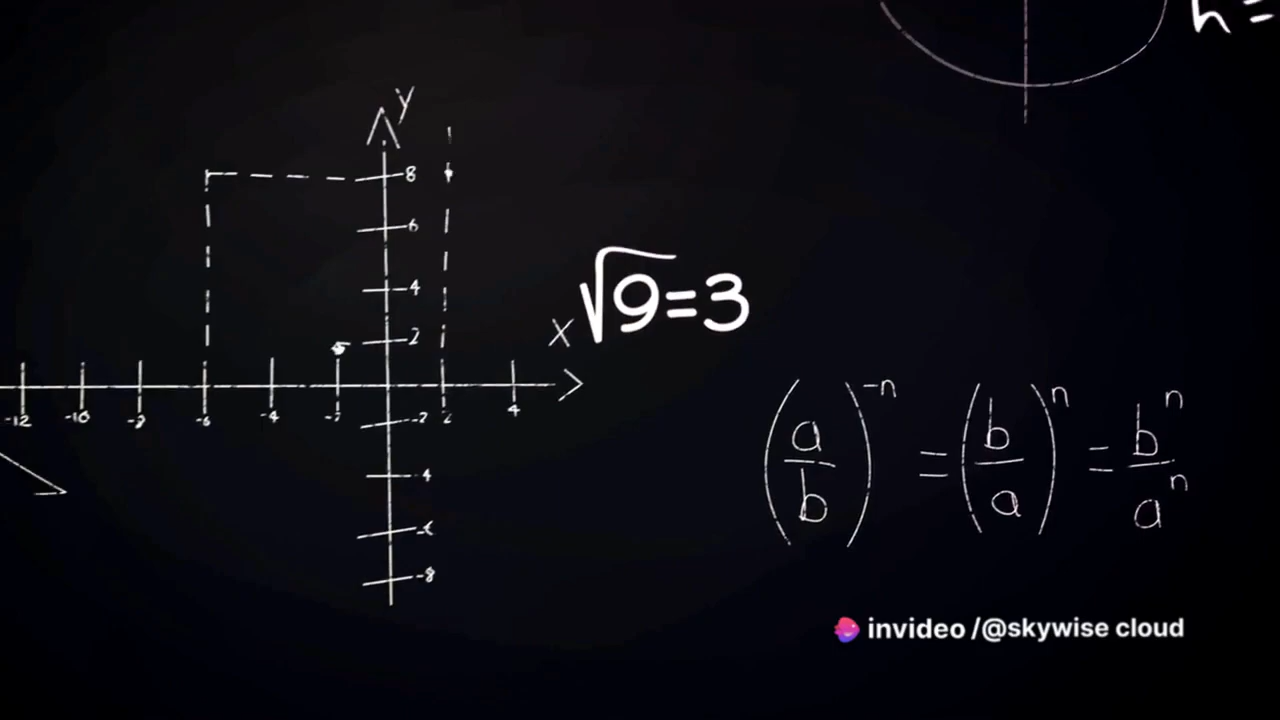 h =
y
8
6
4
2
x
√9=3
-12 -10 -6 -4 2 4
-2
-4
-8
(a/b)^-n = (b/a)^n = b^n/a^n
invideo /@skywise cloud